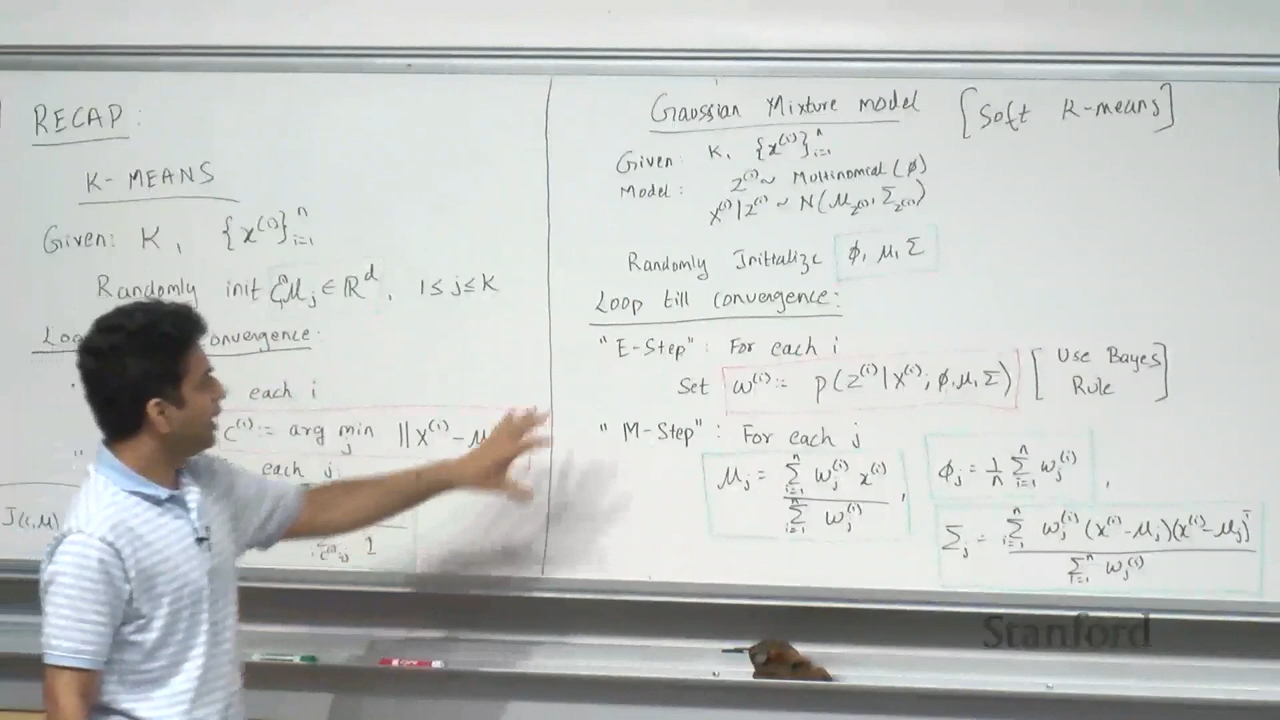 RECAP:
K-MEANS
Given: K, {x^(i)}_{i=1}^n
Randomly init μ_j ∈ ℝ^d, 1 ≤ j ≤ K
Loo onvergence:
each i
C^(i) := arg min_j ||x^(i) - μ
each j
J(c,μ)
1
Gaussian Mixture model [Soft K-means]
Given: K, {x^(i)}_{i=1}^n
Model: z^(i) ~ Multinomial(φ)
x^(i)|z^(i) ~ N(μ_{z^(i)}, Σ_{z^(i)})
Randomly Initialize φ, μ, Σ
Loop till convergence:
"E-Step": For each i
Set w^(i) := p(z^(i)|x^(i); φ, μ, Σ) [Use Bayes Rule]
"M-Step": For each j
μ_j = Σ_{i=1}^n w_j^(i) x^(i) / Σ_{i=1}^n w_j^(i) ,
φ_j = 1/n Σ_{i=1}^n w_j^(i) ,
Σ_j = Σ_{i=1}^n w_j^(i) (x^(i) - μ_j)(x^(i) - μ_j)^T / Σ_{i=1}^n w_j^(i)
Stanford